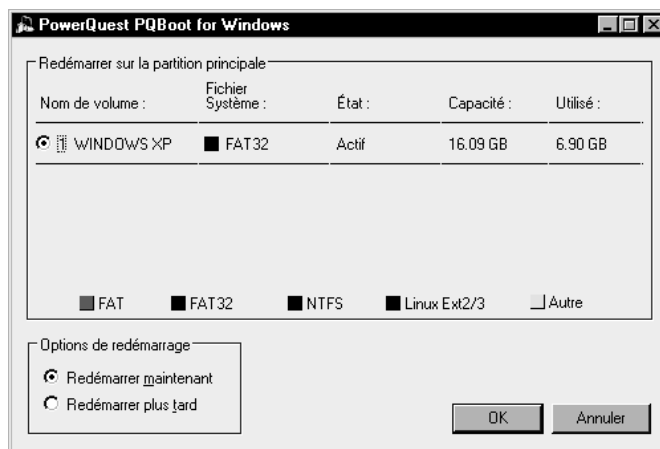 PowerQuest PQBoot for Windows
Redémarrer sur la partition principale
Nom de volume : Fichier Système : État : Capacité : Utilisé :
1 WINDOWS XP FAT32 Actif 16.09 GB 6.90 GB
FAT FAT32 NTFS Linux Ext2/3 Autre
Options de redémarrage
Redémarrer maintenant
Redémarrer plus tard
OK Annuler